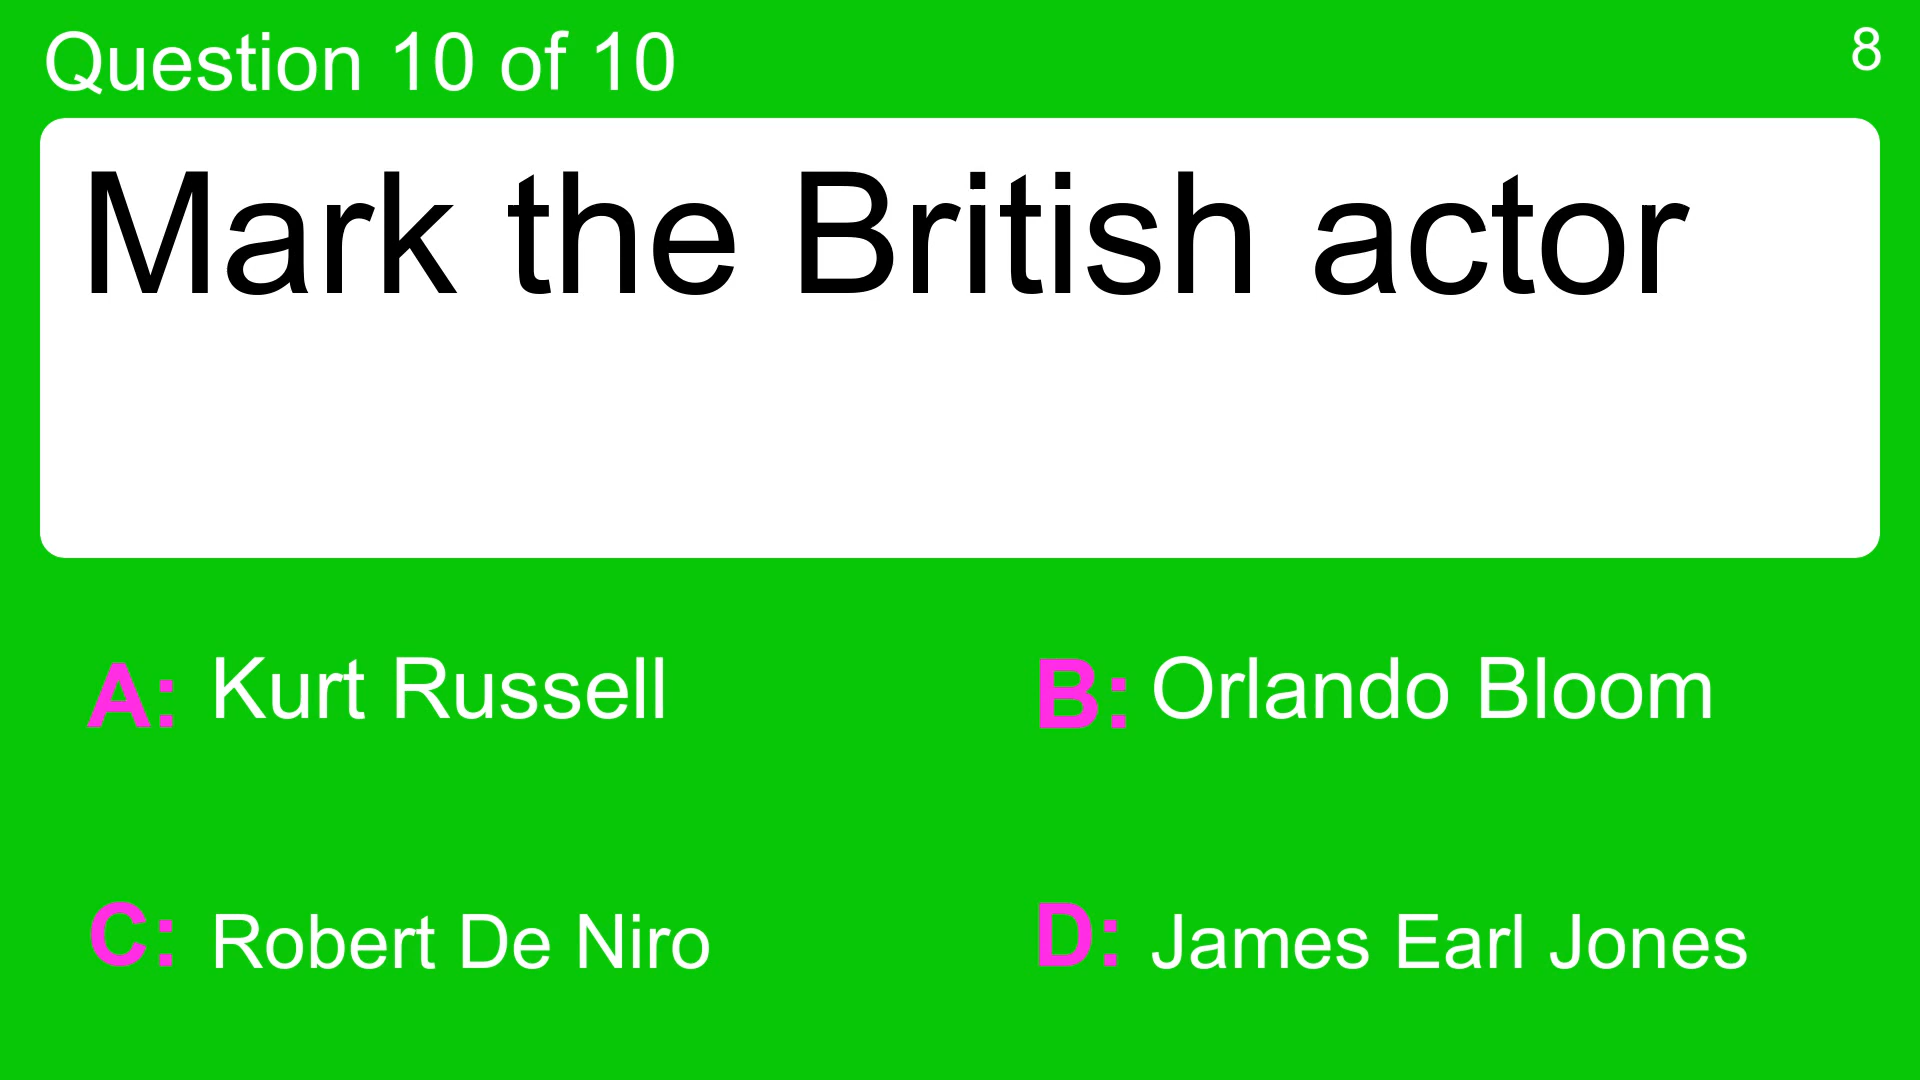 Question 10 of 10
8
Mark the British actor
A: Kurt Russell
B: Orlando Bloom
C: Robert De Niro
D: James Earl Jones